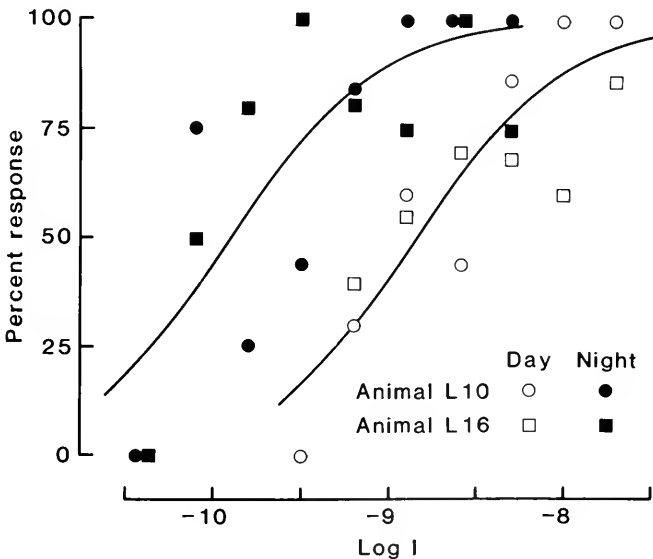 100
75
50
25
0
Percent response
Day Night
Animal L10
Animal L16
-10 -9 -8
Log I